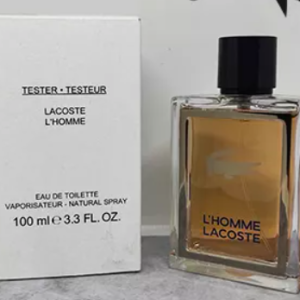 TESTER • TESTEUR
LACOSTE
L'HOMME
EAU DE TOILETTE
VAPORISATEUR - NATURAL SPRAY
100 ml ℮ 3.3 FL. OZ.
L'HOMME
LACOSTE